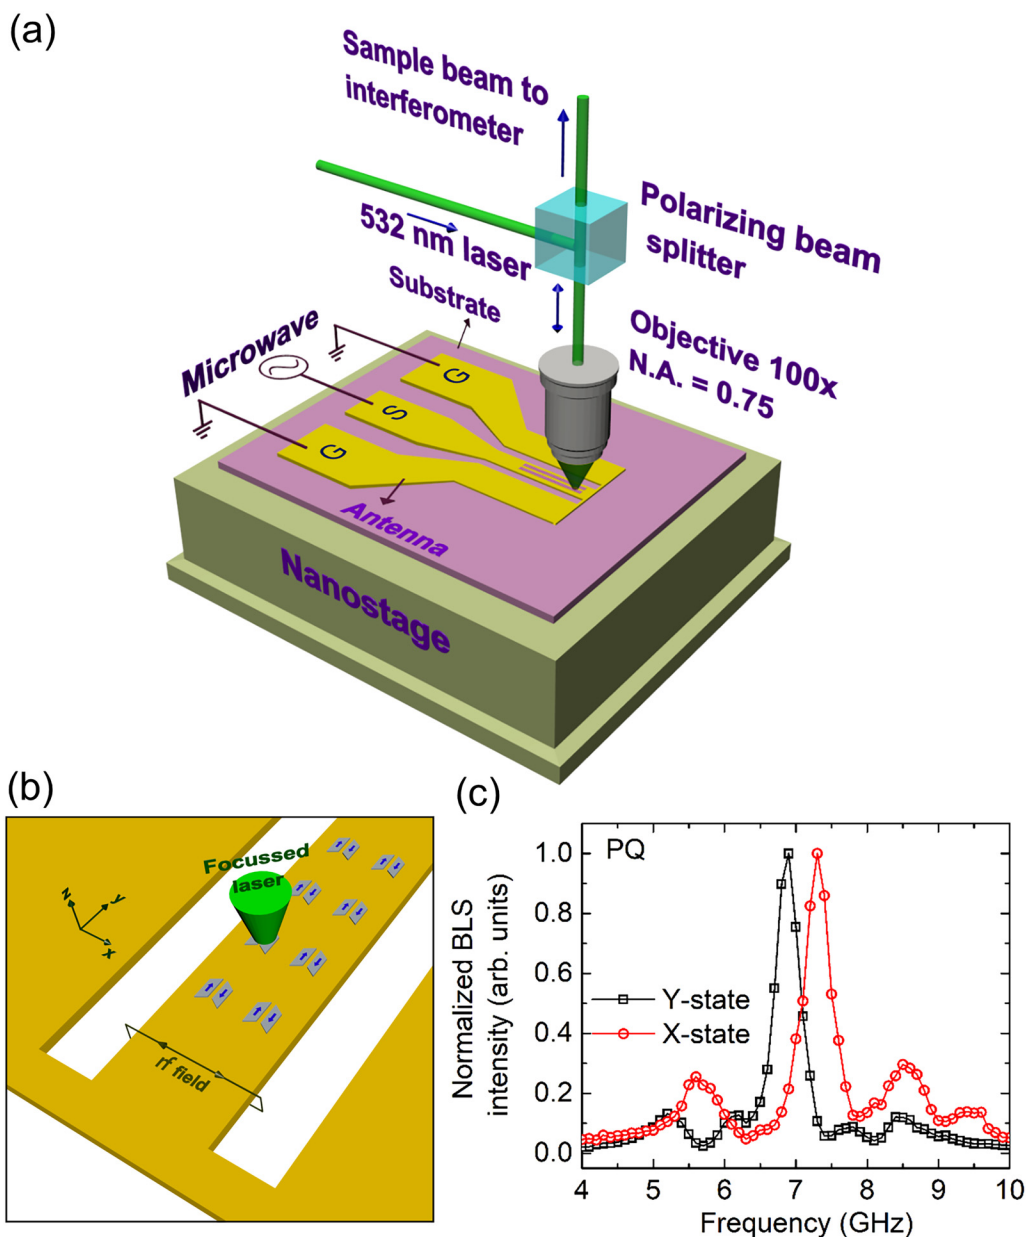 (a)
Sample beam to
interferometer
532 nm laser
Polarizing beam
splitter
Substrate
Microwave
Objective 100x
N.A. = 0.75
G
S
G
Antenna
Nanostage
(b)
Focussed
laser
Z
y
x
rf field
(c)
PQ
Y-state
X-state
Normalized BLS
intensity (arb. units)
1.0
0.8
0.6
0.4
0.2
0.0
4 5 6 7 8 9 10
Frequency (GHz)